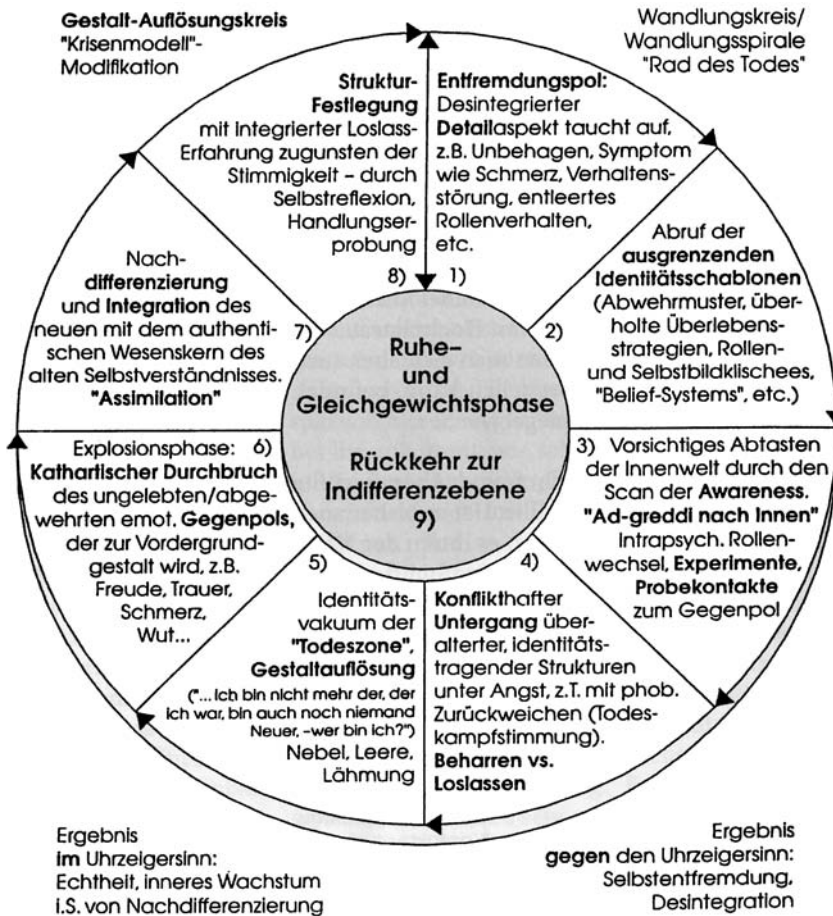 Gestalt-Auflösungskreis
"Krisenmodell"-
Modifikation
Wandlungskreis/
Wandlungsspirale
"Rad des Todes"
Entfremdungspol:
Desintegrierter
Detailaspekt taucht auf,
z.B. Unbehagen, Symptom
wie Schmerz, Verhaltens-
störung, entleertes
Rollenverhalten,
etc.
1)
Abruf der
ausgrenzenden
Identitätsschablonen
(Abwehrmuster, über-
holte Überlebens-
strategien, Rollen-
und Selbstbildklischees,
"Belief-Systems", etc.)
2)
3) Vorsichtiges Abtasten
der Innenwelt durch den
Scan der Awareness.
"Ad-greddi nach Innen"
Intrapsych. Rollen-
wechsel, Experimente,
Probekontakte
zum Gegenpol
4)
Konflikthafter
Untergang über-
alterter, identitäts-
tragender Strukturen
unter Angst, z.T. mit phob.
Zurückweichen (Todes-
kampfstimmung).
Beharren vs.
Loslassen
5)
Identitäts-
vakuum der
"Todeszone",
Gestaltauflösung
("... ich bin nicht mehr der, der
ich war, bin auch noch niemand
Neuer, -wer bin ich?")
Nebel, Leere,
Lähmung
Explosionsphase: 6)
Kathartischer Durchbruch
des ungelebten/abge-
wehrten emot. Gegenpols,
der zur Vordergrund-
gestalt wird, z.B.
Freude, Trauer,
Schmerz,
Wut...
Nach-
differenzierung
und Integration des
neuen mit dem authenti-
schen Wesenskern des
alten Selbstverständnisses.
"Assimilation"
7)
Struktur-
Festlegung
mit integrierter Loslass-
Erfahrung zugunsten der
Stimmigkeit – durch
Selbstreflexion,
Handlungser-
probung
8)
Ruhe–
und
Gleichgewichtsphase
Rückkehr zur
Indifferenzebene
9)
Ergebnis
im Uhrzeigersinn:
Echtheit, inneres Wachstum
i.S. von Nachdifferenzierung
Ergebnis
gegen den Uhrzeigersinn:
Selbstentfremdung,
Desintegration